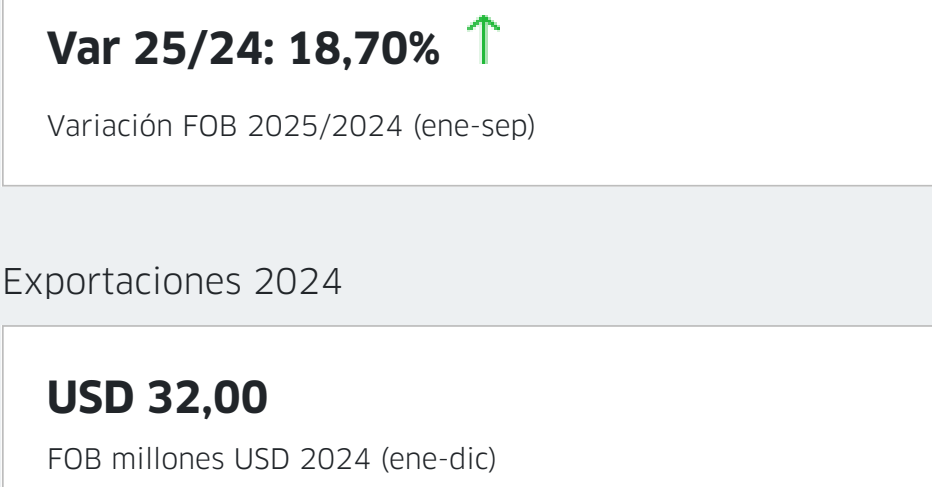 Var 25/24: 18,70%
Variación FOB 2025/2024 (ene-sep)
Exportaciones 2024
USD 32,00
FOB millones USD 2024 (ene-dic)